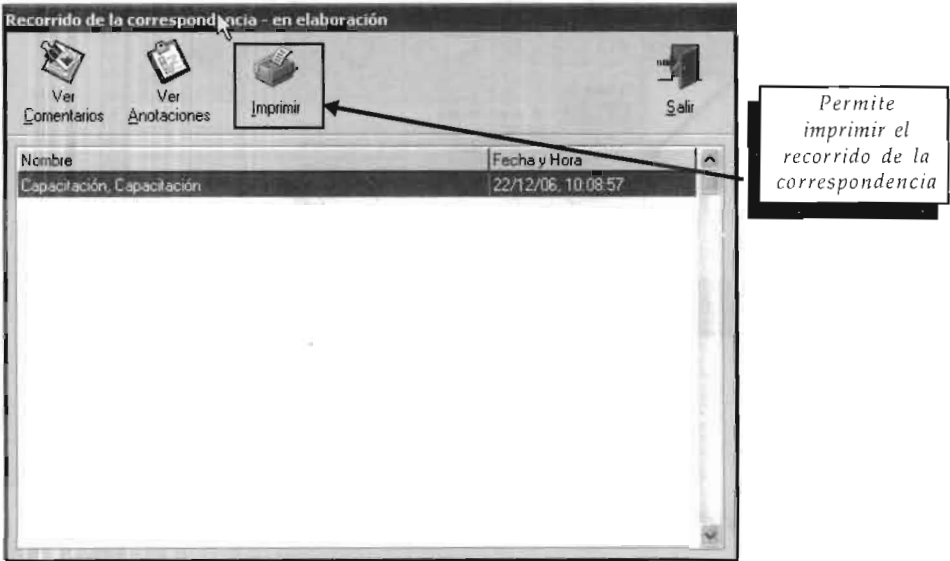 Recorrido de la correspondencia - en elaboración
Ver
Comentarios
Ver
Anotaciones
Imprimir
Salir
Permite
imprimir el
recorrido de la
correspondencia
Nombre
Fecha y Hora
Capacitación, Capacitación
22/12/06, 10:08:57